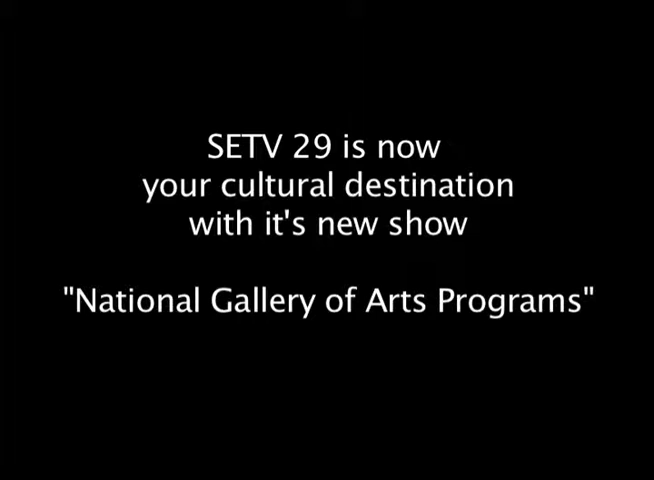 SETV 29 is now
your cultural destination
with it's new show
"National Gallery of Arts Programs"